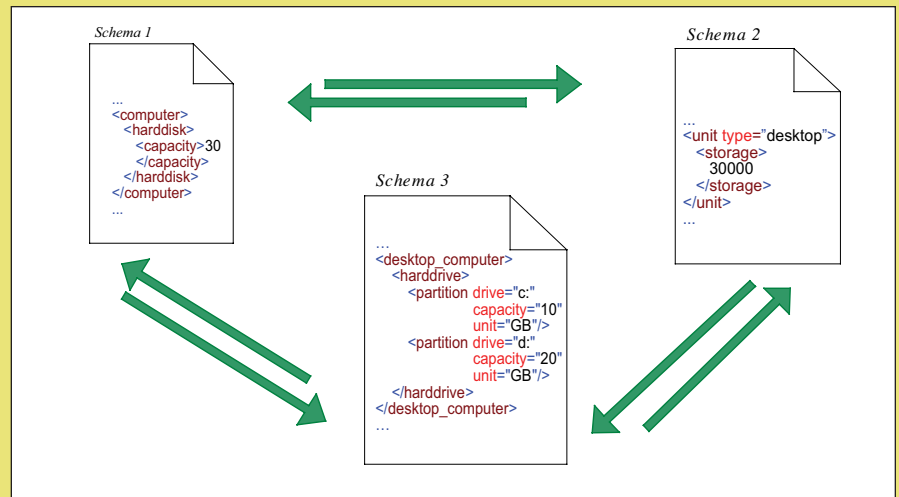 Schema 1
...
<computer>
<harddisk>
<capacity>30
</capacity>
</harddisk>
</computer>
...
Schema 2
...
<unit type="desktop">
<storage>
30000
</storage>
</unit>
...
Schema 3
...
<desktop_computer>
<harddrive>
<partition drive="c:"
capacity="10"
unit="GB"/>
<partition drive="d:"
capacity="20"
unit="GB"/>
</harddrive>
</desktop_computer>
...